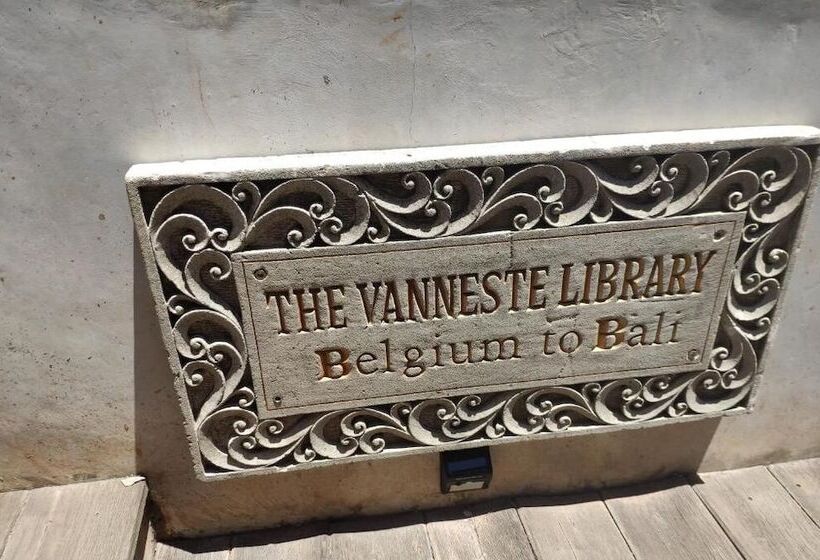 THE VANNESTE LIBRARY
Belgium to Bali